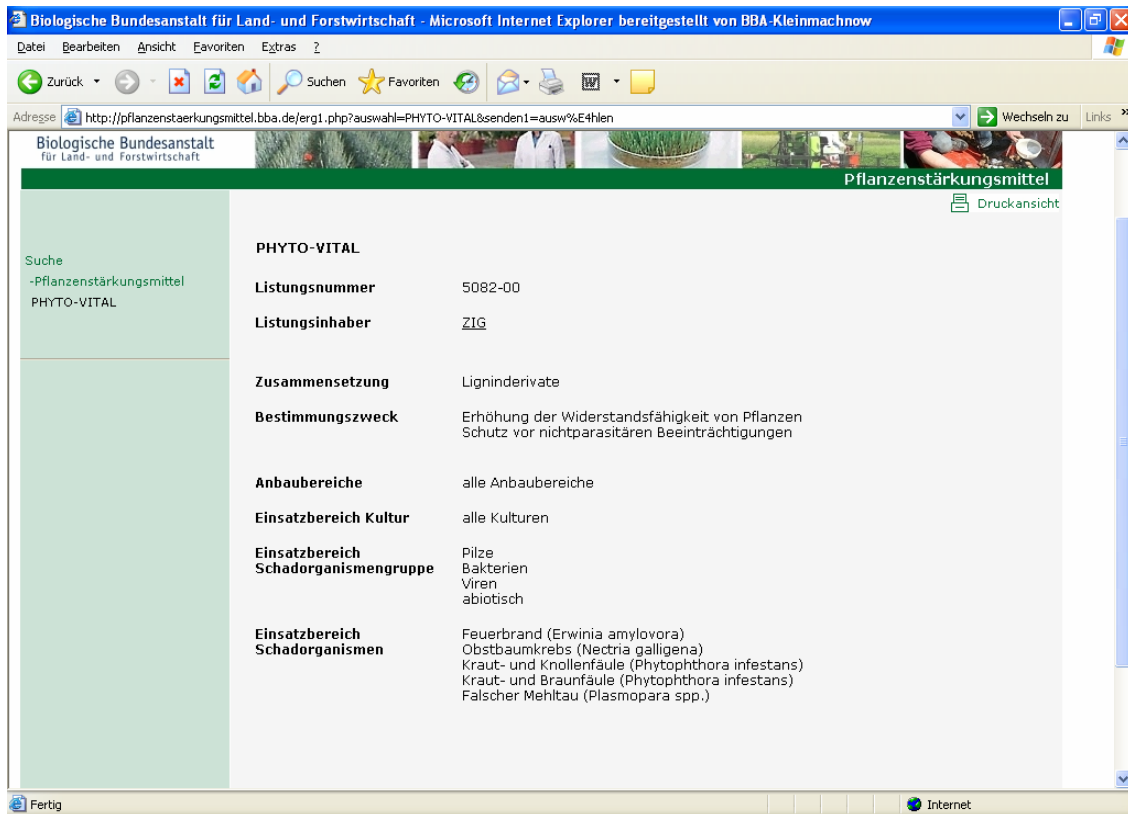 Biologische Bundesanstalt für Land- und Forstwirtschaft - Microsoft Internet Explorer bereitgestellt von BBA-Kleinmachnow
Datei Bearbeiten Ansicht Favoriten Extras ?
Zurück Suchen Favoriten
Adresse http://pflanzenstaerkungsmittel.bba.de/erg1.php?auswahl=PHYTO-VITAL&senden1=ausw%E4hlen Wechseln zu Links »
Biologische Bundesanstalt
für Land- und Forstwirtschaft
Pflanzenstärkungsmittel
Druckansicht
Suche
-Pflanzenstärkungsmittel
PHYTO-VITAL
PHYTO-VITAL
Listungsnummer 5082-00
Listungsinhaber ZIG
Zusammensetzung Ligninderivate
Bestimmungszweck Erhöhung der Widerstandsfähigkeit von Pflanzen
Schutz vor nichtparasitären Beeinträchtigungen
Anbaubereiche alle Anbaubereiche
Einsatzbereich Kultur alle Kulturen
Einsatzbereich Pilze
Schadorganismengruppe Bakterien
Viren
abiotisch
Einsatzbereich Feuerbrand (Erwinia amylovora)
Schadorganismen Obstbaumkrebs (Nectria galligena)
Kraut- und Knollenfäule (Phytophthora infestans)
Kraut- und Braunfäule (Phytophthora infestans)
Falscher Mehltau (Plasmopara spp.)
Fertig Internet